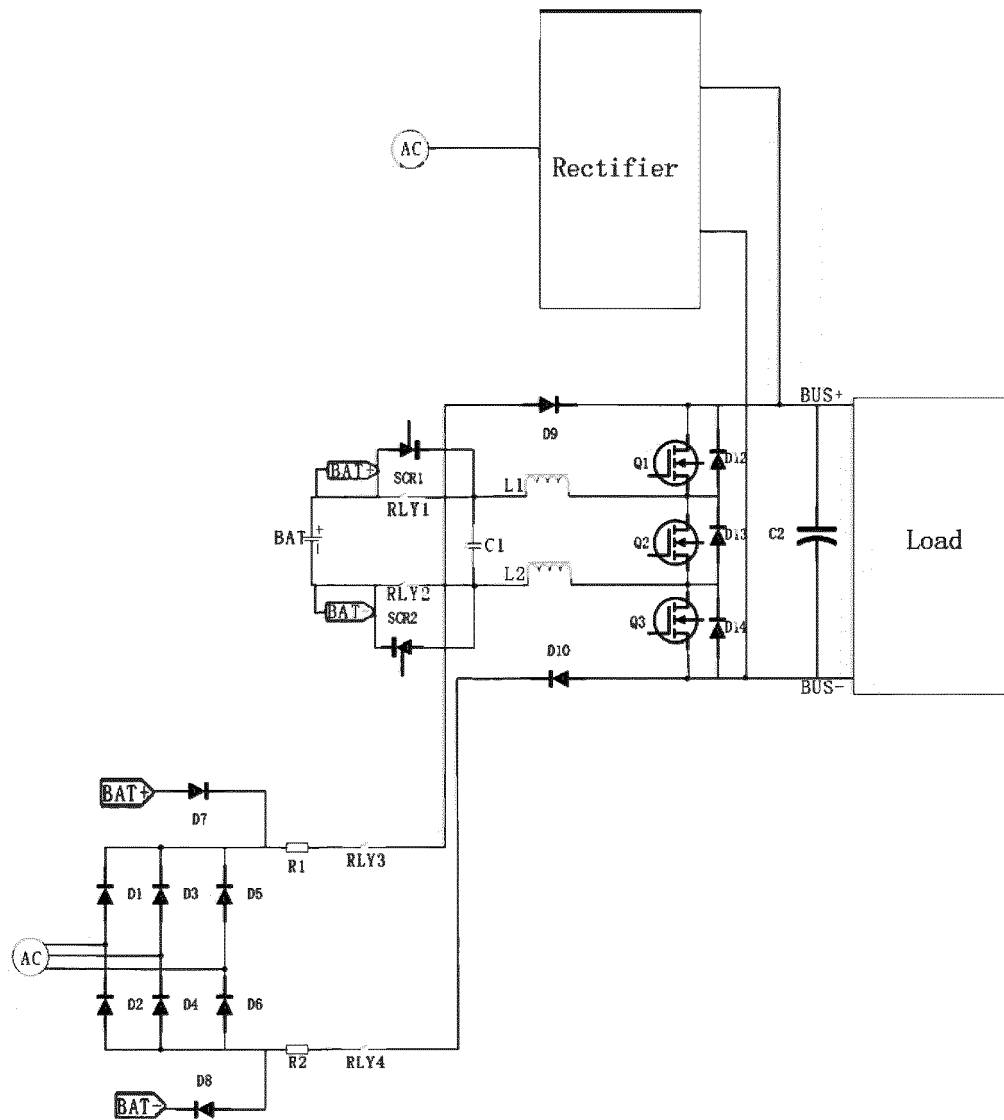 AC
Rectifier
BUS+
D9
BAT+
SCR1
Q1
D12
L1
RLY1
BAT
+
-
C1
Q2
D13
C2
Load
L2
RLY2
BAT-
SCR2
Q3
D14
D10
BUS-
BAT+
D7
R1
RLY3
D1
D3
D5
AC
D2
D4
D6
R2
RLY4
D8
BAT-